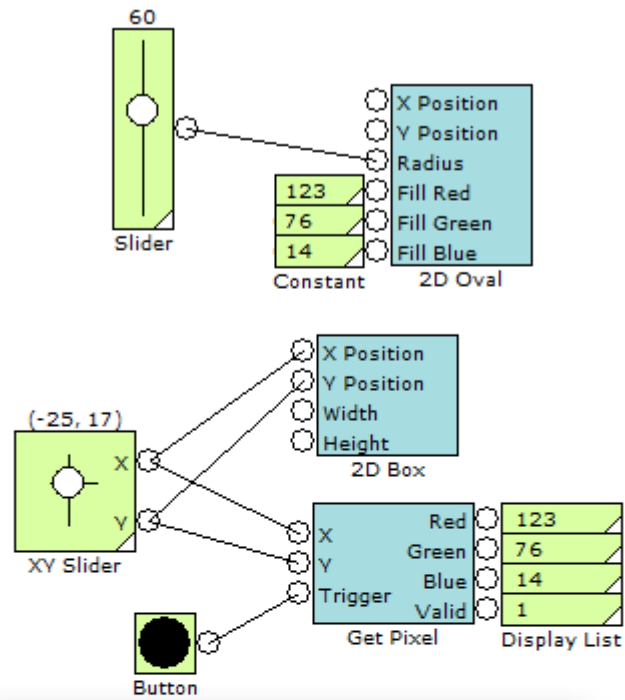 60
Slider
X Position
Y Position
Radius
123 Fill Red
76 Fill Green
14 Fill Blue
Constant
2D Oval
X Position
Y Position
Width
Height
2D Box
(-25, 17)
X
Y
XY Slider
X
Y
Trigger
Red 123
Green 76
Blue 14
Valid 1
Get Pixel
Display List
Button